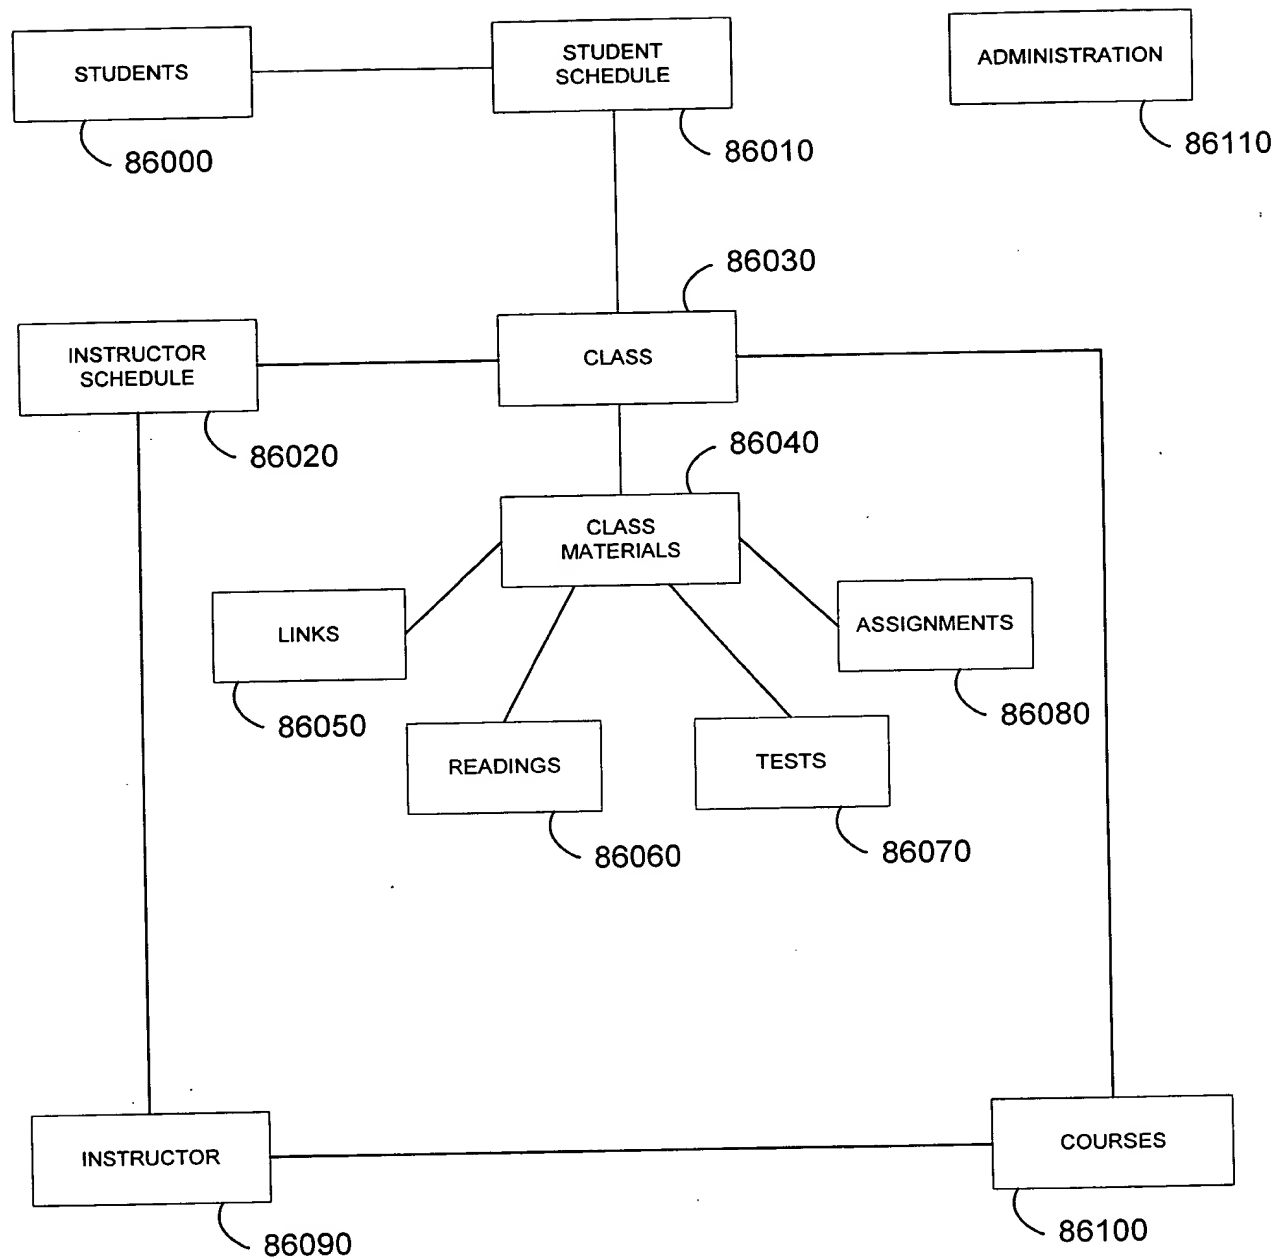 STUDENTS
86000
STUDENT
SCHEDULE
86010
ADMINISTRATION
86110
86030
INSTRUCTOR
SCHEDULE
86020
CLASS
86040
CLASS
MATERIALS
LINKS
86050
ASSIGNMENTS
86080
READINGS
86060
TESTS
86070
INSTRUCTOR
86090
COURSES
86100